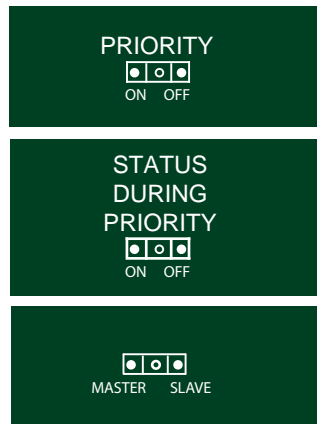 PRIORITY
ON OFF
STATUS
DURING
PRIORITY
ON OFF
MASTER SLAVE